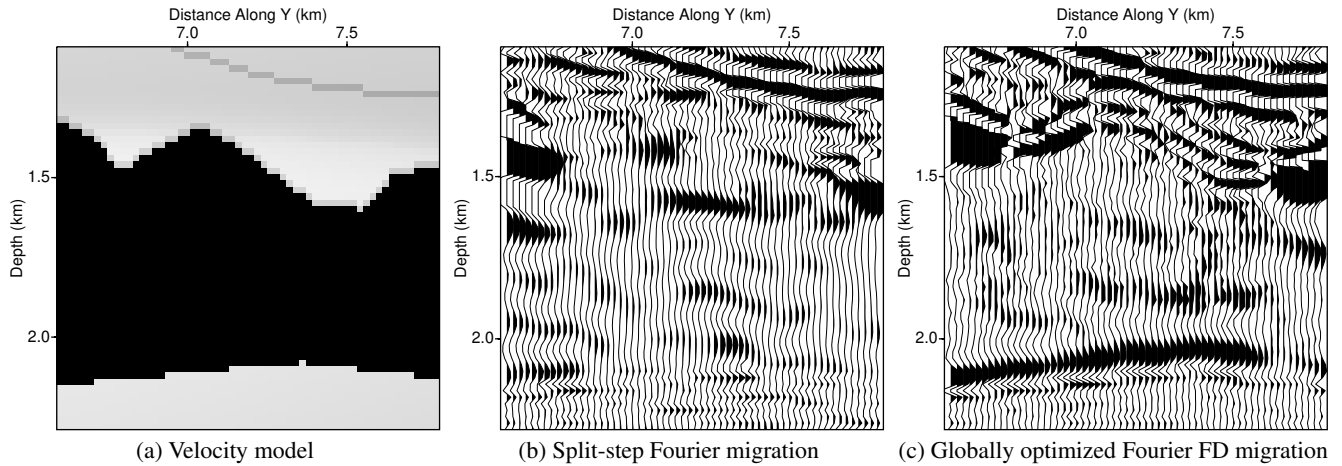 Distance Along Y (km)
7.0 7.5
Depth (km)
1.5
2.0
(a) Velocity model
Distance Along Y (km)
7.0 7.5
Depth (km)
1.5
2.0
(b) Split-step Fourier migration
Distance Along Y (km)
7.0 7.5
Depth (km)
1.5
2.0
(c) Globally optimized Fourier FD migration